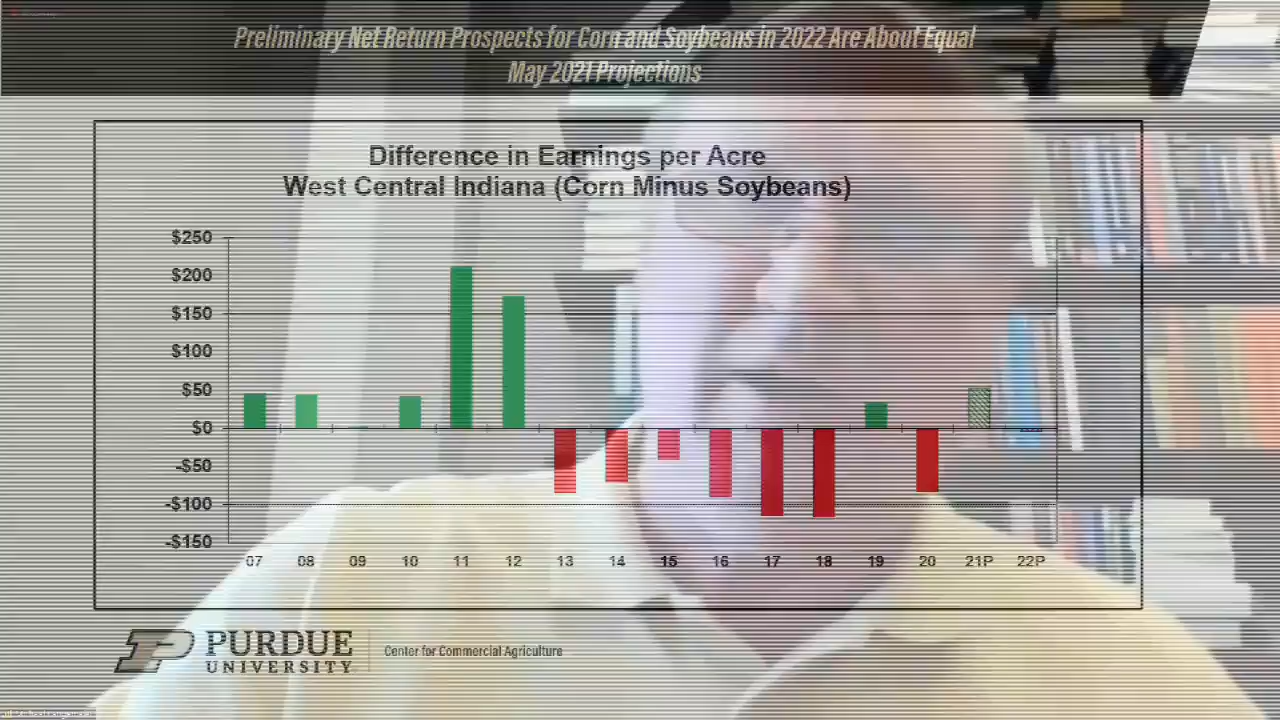 Preliminary Net Return Prospects for Corn and Soybeans in 2022 Are About Equal
May 2021 Projections
Difference in Earnings per Acre
West Central Indiana (Corn Minus Soybeans)
$250
$200
$150
$100
$50
$0
-$50
-$100
-$150
07 08 09 10 11 12 13 14 15 16 17 18 19 20 21P 22P
PURDUE
UNIVERSITY
Center for Commercial Agriculture